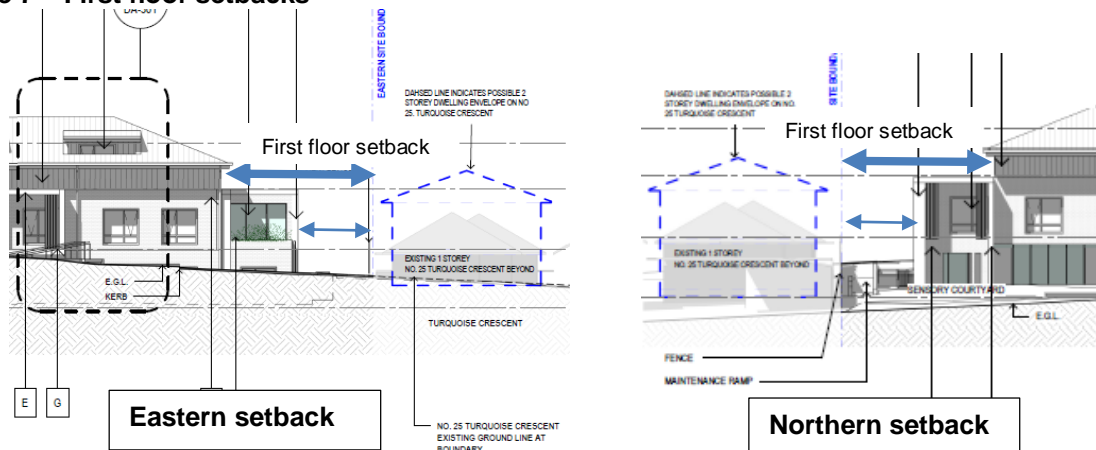 First floor setbacks
DA-301
EASTERN SITE BOUND
DAHSED LINE INDICATES POSSIBLE 2
STOREY DWELLING ENVELOPE ON NO
25. TURQUOISE CRESCENT
First floor setback
EXISTING 1 STOREY
NO. 25 TURQUOISE CRESCENT BEYOND
E.G.L.
KERB
TURQUOISE CRESCENT
E
G
Eastern setback
NO. 25 TURQUOISE CRESCENT
EXISTING GROUND LINE AT
BOUNDARY
SITE BOUND
DAHSED LINE INDICATES POSSIBLE 2
STOREY DWELLING ENVELOPE ON NO.
25 TURQUOISE CRESCENT
First floor setback
EXISTING 1 STOREY
NO. 25 TURQUOISE CRESCENT BEYOND
SENSORY COURTYARD
E.G.L.
FENCE
MAINTENANCE RAMP
Northern setback